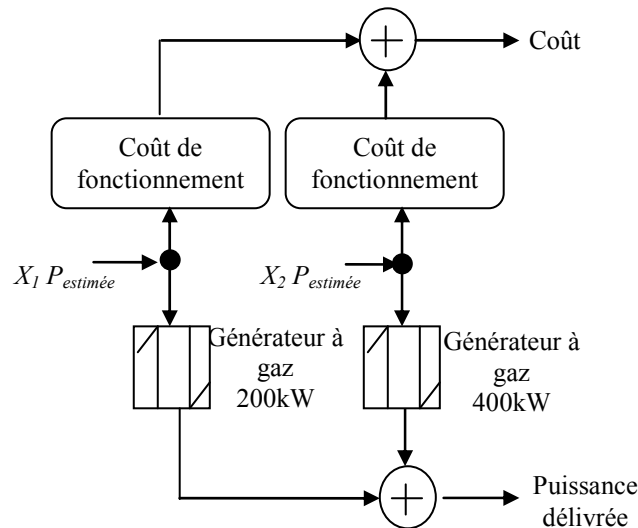 Coût
Coût de
fonctionnement
Coût de
fonctionnement
X1 Pestimée
X2 Pestimée
Générateur à
gaz
200kW
Générateur à
gaz
400kW
Puissance
délivrée